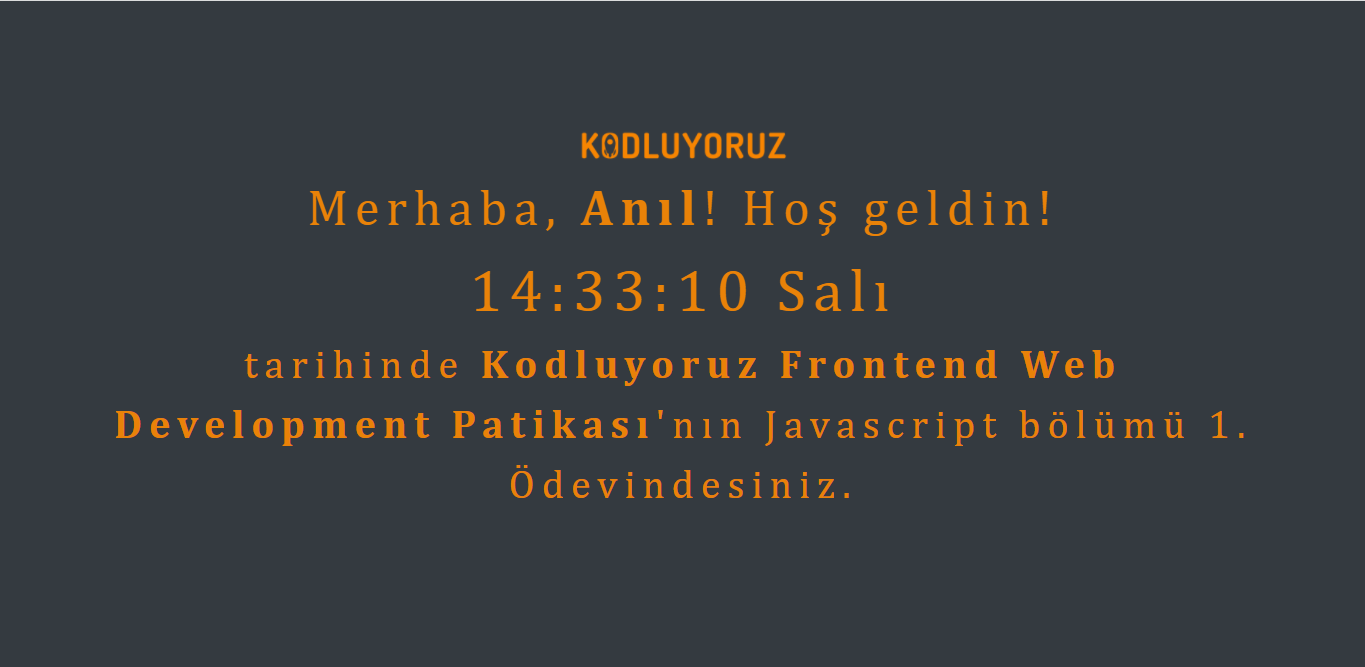 KODLUYORUZ
Merhaba, Anıl! Hoş geldin!
14:33:10 Salı
tarihinde Kodluyoruz Frontend Web
Development Patikası'nın Javascript bölümü 1.
Ödevindesiniz.